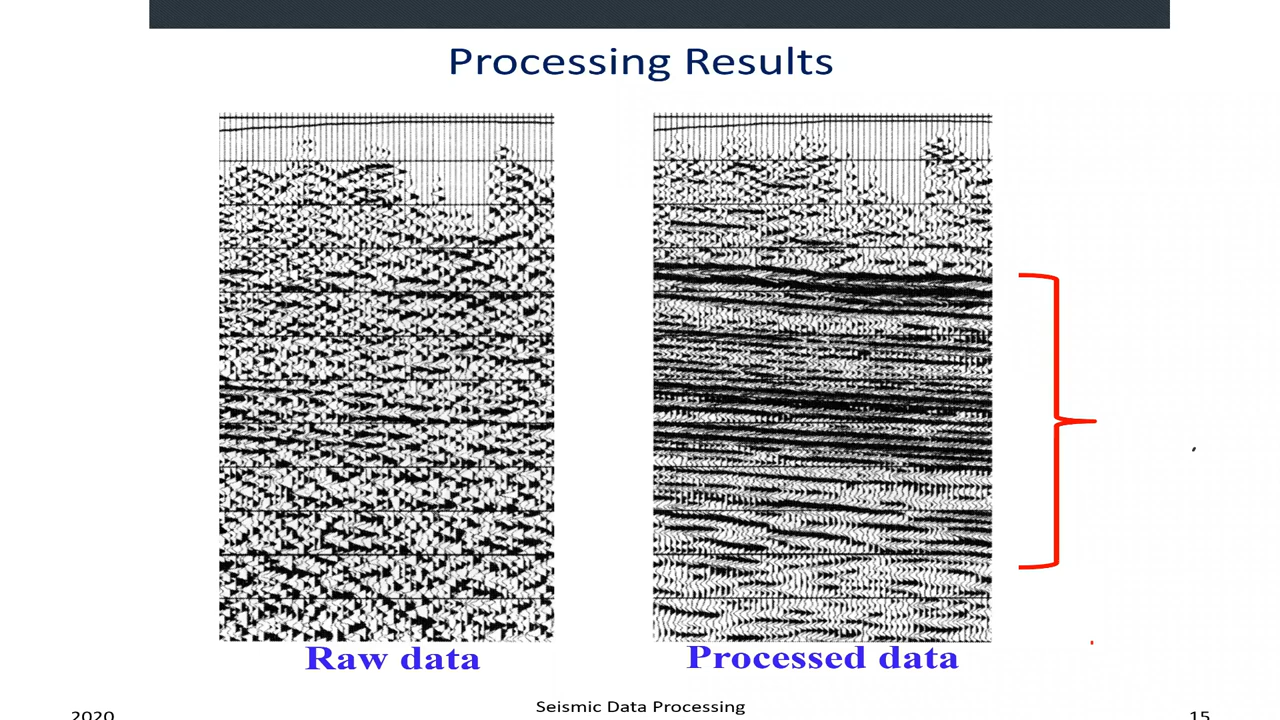 Processing Results
Raw data
Processed data
2020
Seismic Data Processing
15